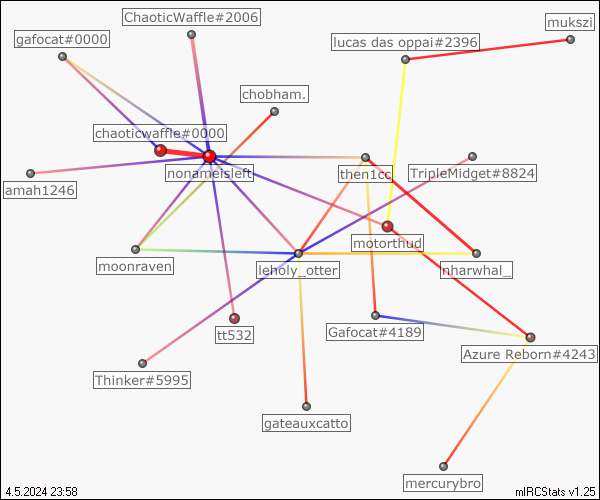 ChaoticWaffle#2006
mukszi
gafocat#0000
lucas das oppai#2396
chobham.
chaoticwaffle#0000
nonameisleft
then1cc
TripleMidget#8824
amah1246
motorthud
moonraven
leholy_otter
nharwhal_
tt532
Gafocat#4189
Azure Reborn#4243
Thinker#5995
gateauxcatto
mercurybro
4.5.2024 23:58
mIRCStats v1.25